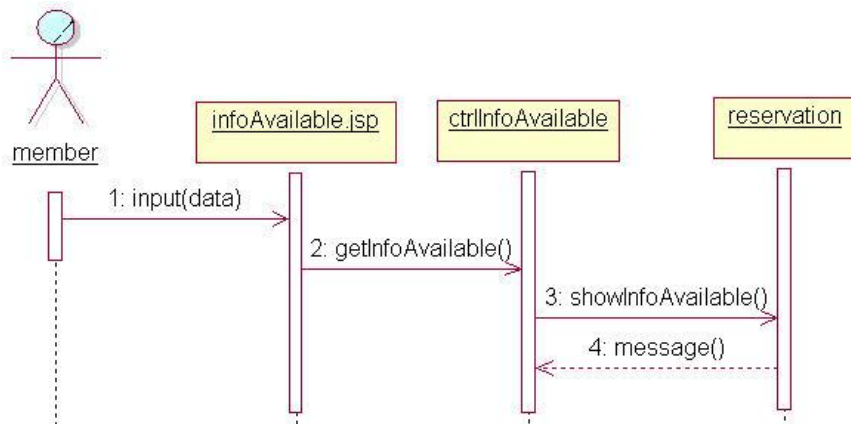 member
infoAvailable.jsp
ctrlInfoAvailable
reservation
1: input(data)
2: getInfoAvailable()
3: showInfoAvailable()
4: message()